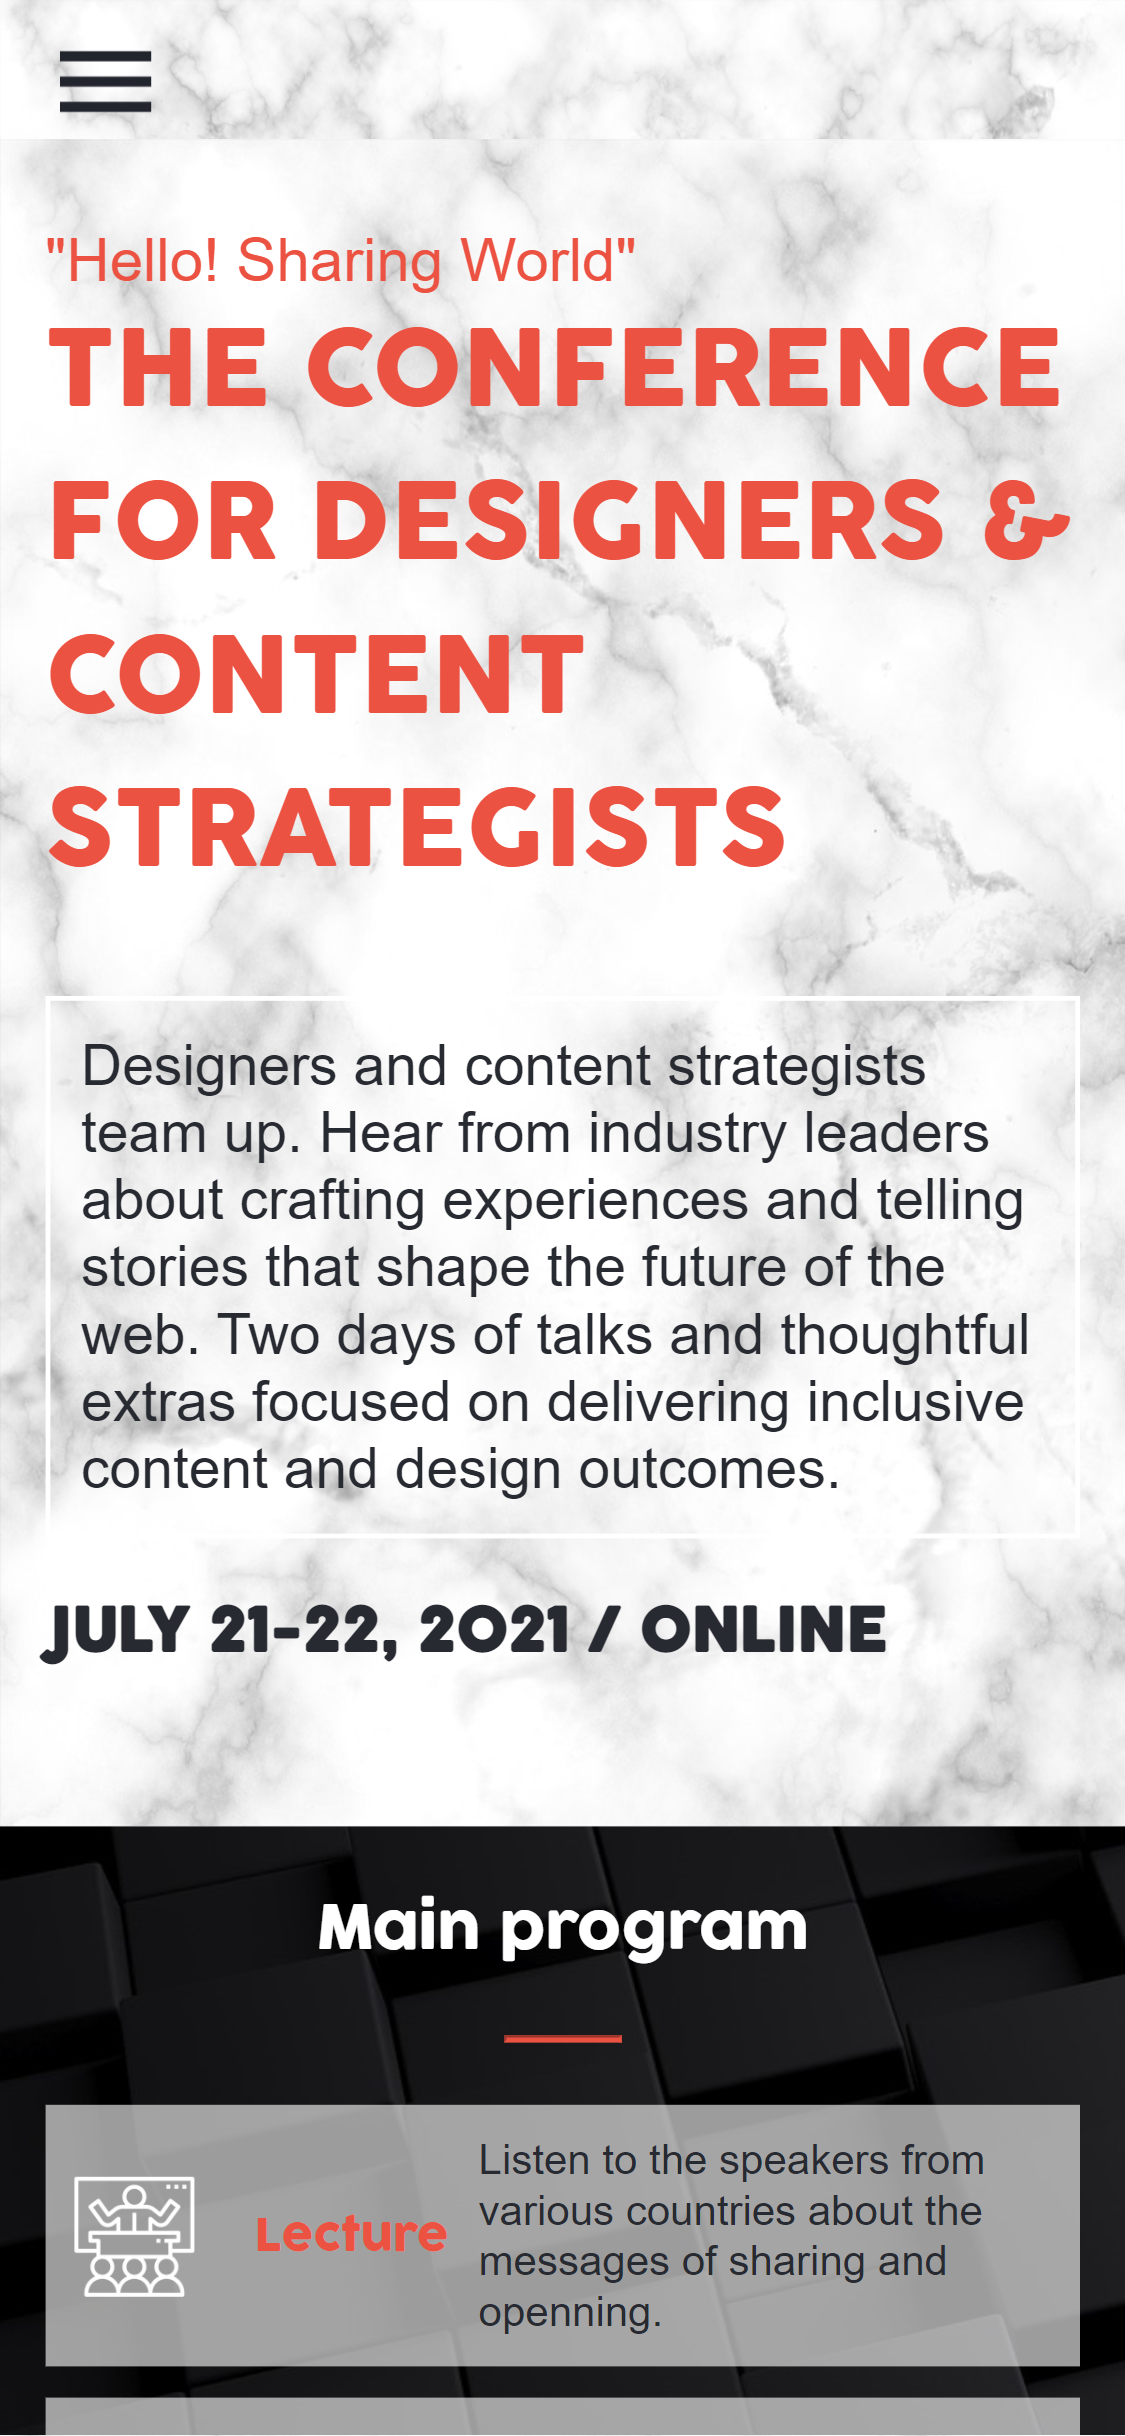 "Hello! Sharing World"
THE CONFERENCE
FOR DESIGNERS &
CONTENT
STRATEGISTS
Designers and content strategists
team up. Hear from industry leaders
about crafting experiences and telling
stories that shape the future of the
web. Two days of talks and thoughtful
extras focused on delivering inclusive
content and design outcomes.
JULY 21-22, 2021 / ONLINE
Main program
Lecture
Listen to the speakers from
various countries about the
messages of sharing and
openning.